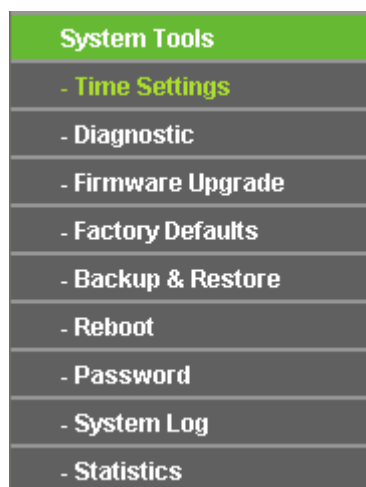 System Tools
- Time Settings
- Diagnostic
- Firmware Upgrade
- Factory Defaults
- Backup & Restore
- Reboot
- Password
- System Log
- Statistics